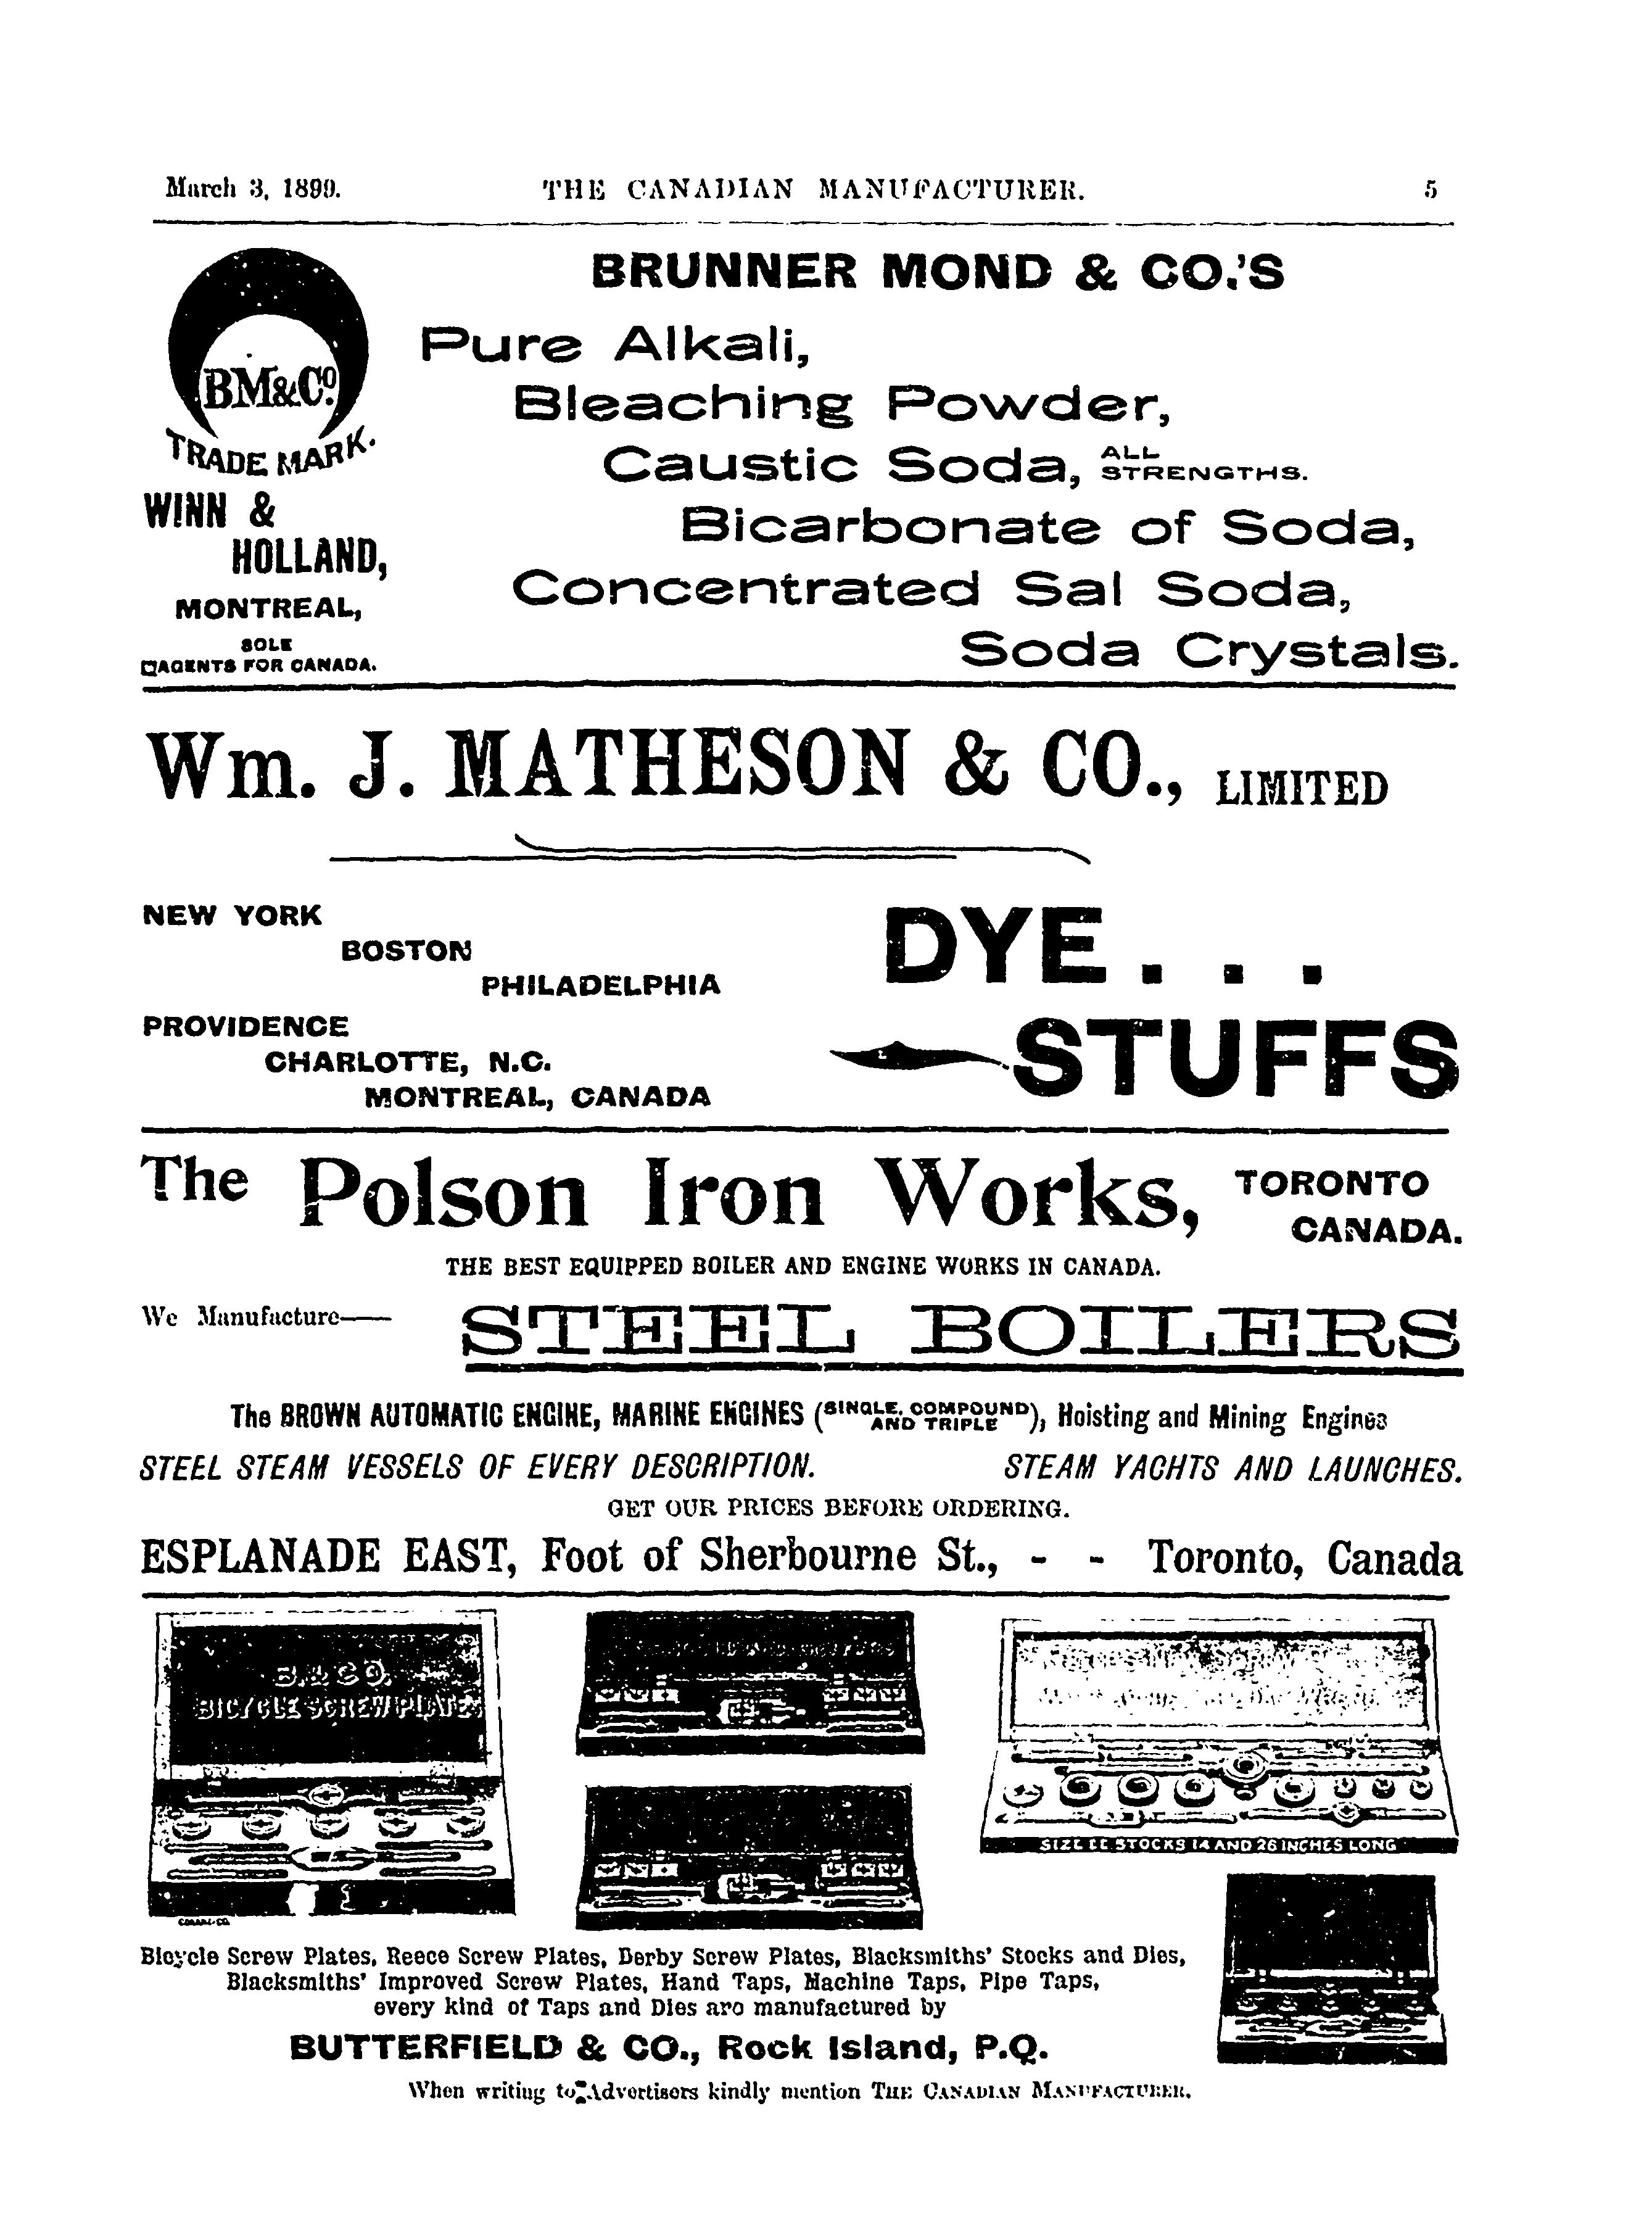 March 3, 1899.
THE CANADIAN MANUFACTURER.
5
BM&Co.
TRADE MARK.
WINN &
HOLLAND,
MONTREAL,
SOLE
AGENTS FOR CANADA.
BRUNNER MOND & CO.'S
Pure Alkali,
Bleaching Powder,
Caustic Soda, ALL STRENGTHS.
Bicarbonate of Soda,
Concentrated Sal Soda,
Soda Crystals.
Wm. J. MATHESON & CO., LIMITED
NEW YORK
BOSTON
PHILADELPHIA
PROVIDENCE
CHARLOTTE, N.C.
MONTREAL, CANADA
DYE...
STUFFS
The Polson Iron Works, TORONTO
CANADA.
THE BEST EQUIPPED BOILER AND ENGINE WORKS IN CANADA.
We Manufacture— STEEL BOILERS
The BROWN AUTOMATIC ENGINE, MARINE ENGINES (SINGLE, COMPOUND AND TRIPLE), Hoisting and Mining Engines
STEEL STEAM VESSELS OF EVERY DESCRIPTION. STEAM YACHTS AND LAUNCHES.
GET OUR PRICES BEFORE ORDERING.
ESPLANADE EAST, Foot of Sherbourne St., - - Toronto, Canada
B. & CO.
BICYCLE SCREW PLATES
SIZE EE STOCKS 14 AND 26 INCHES LONG
Bicycle Screw Plates, Reece Screw Plates, Derby Screw Plates, Blacksmiths' Stocks and Dies,
Blacksmiths' Improved Screw Plates, Hand Taps, Machine Taps, Pipe Taps,
every kind of Taps and Dies are manufactured by
BUTTERFIELD & CO., Rock Island, P.Q.
When writing to Advertisers kindly mention THE CANADIAN MANUFACTURER.